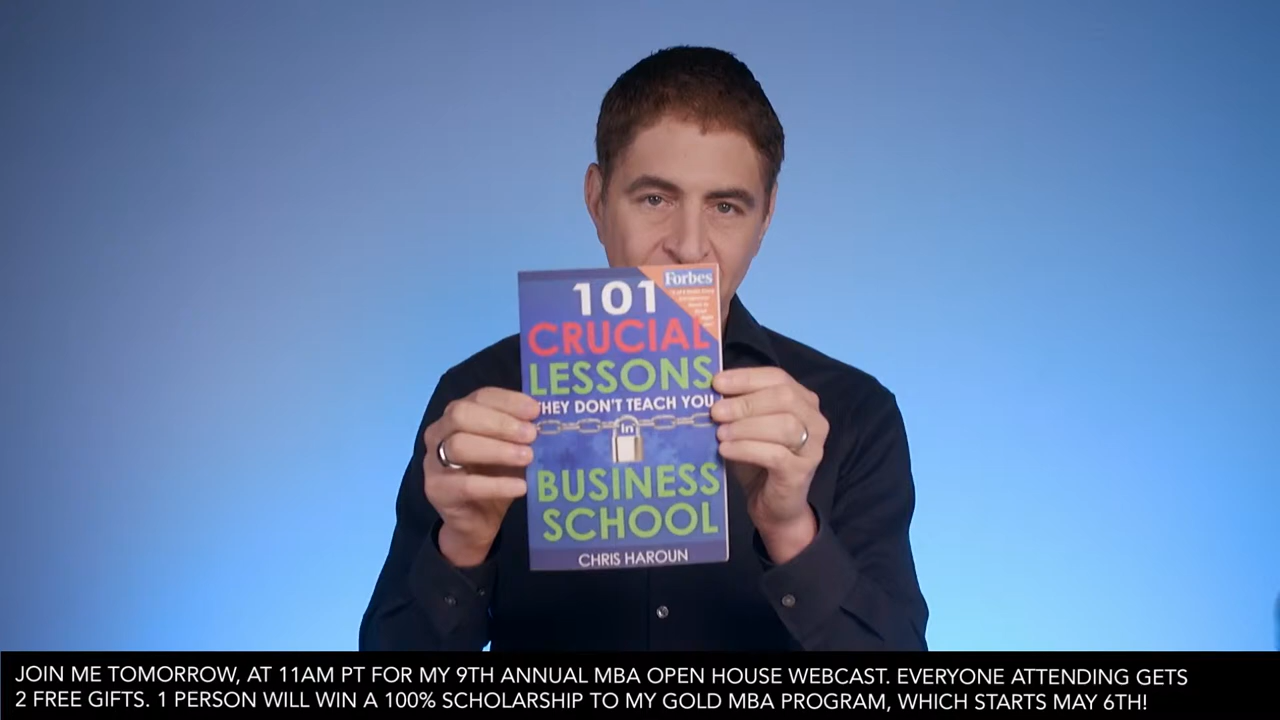 Forbes
101
CRUCIAL
LESSONS
THEY DON'T TEACH YOU
in
BUSINESS
SCHOOL
CHRIS HAROUN
JOIN ME TOMORROW, AT 11AM PT FOR MY 9TH ANNUAL MBA OPEN HOUSE WEBCAST. EVERYONE ATTENDING GETS
2 FREE GIFTS. 1 PERSON WILL WIN A 100% SCHOLARSHIP TO MY GOLD MBA PROGRAM, WHICH STARTS MAY 6TH!